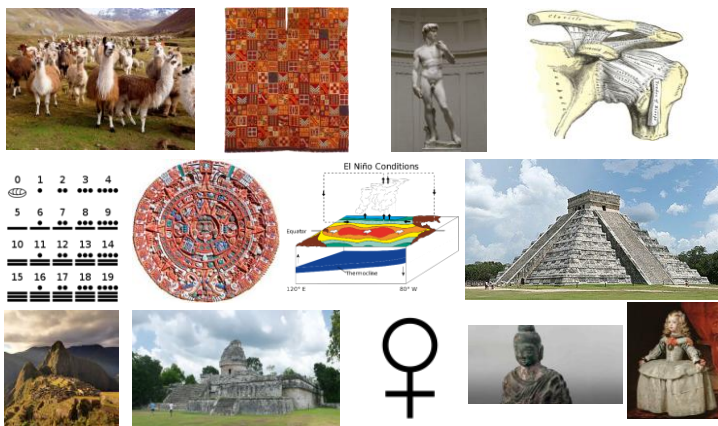 0 1 2 3 4
5 6 7 8 9
10 11 12 13 14
15 16 17 18 19
El Niño Conditions
Equator
Thermocline
120° E 80° W